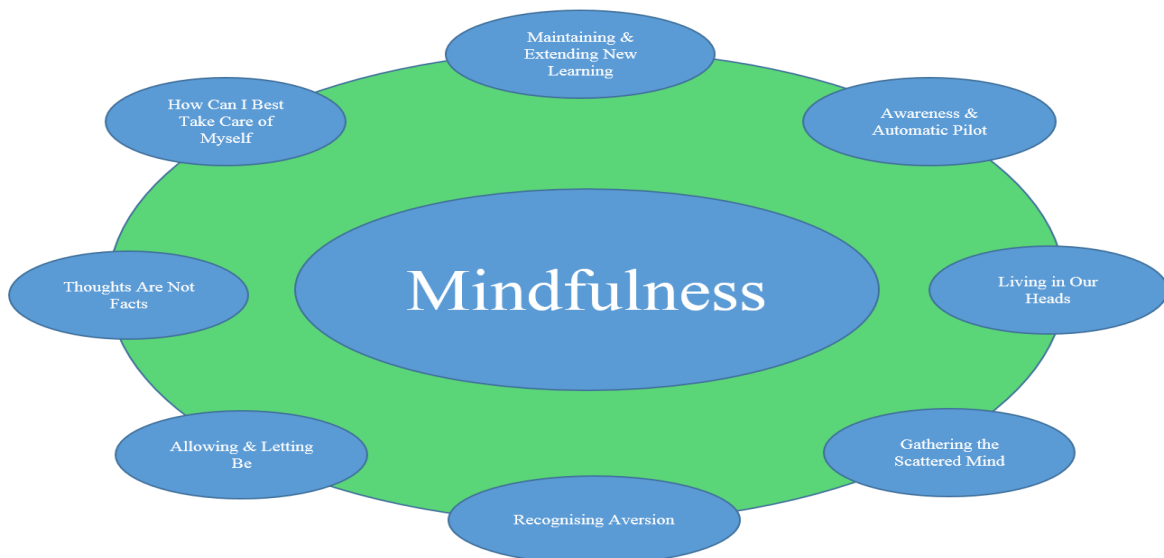 Maintaining &
Extending New
Learning
How Can I Best
Take Care of
Myself
Awareness &
Automatic Pilot
Mindfulness
Thoughts Are Not
Facts
Living in Our
Heads
Allowing & Letting
Be
Gathering the
Scattered Mind
Recognising Aversion